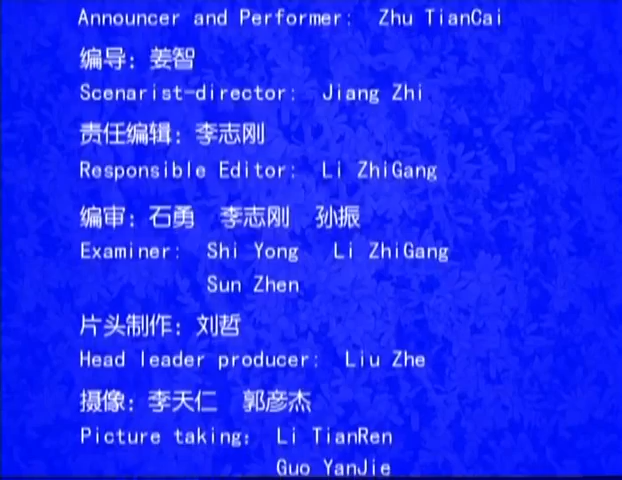 Announcer and Performer: Zhu TianCai
编导：姜智
Scenarist-director: Jiang Zhi
责任编辑：李志刚
Responsible Editor: Li ZhiGang
编审：石勇 李志刚 孙振
Examiner: Shi Yong Li ZhiGang
Sun Zhen
片头制作：刘哲
Head leader producer: Liu Zhe
摄像：李天仁 郭彦杰
Picture taking: Li TianRen
Guo YanJie